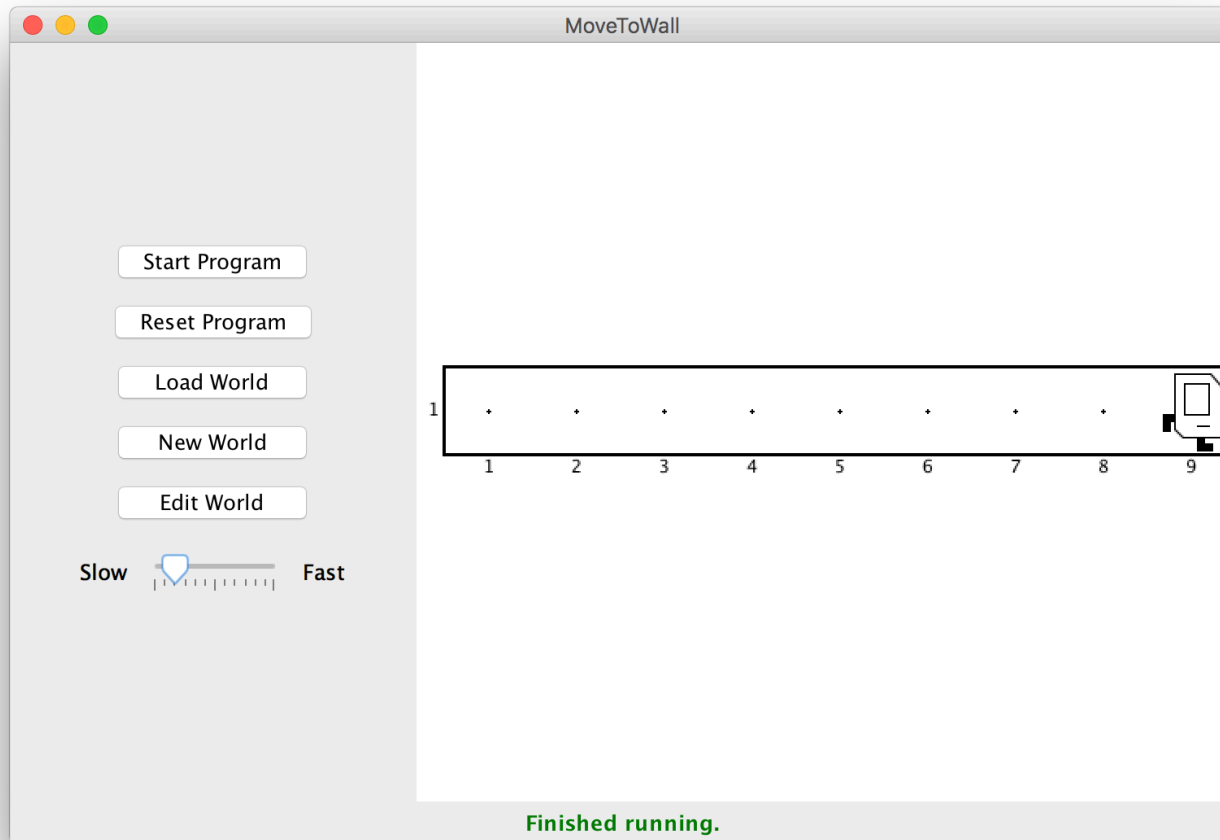 MoveToWall
Start Program
Reset Program
Load World
New World
Edit World
Slow Fast
1
1 2 3 4 5 6 7 8 9
Finished running.